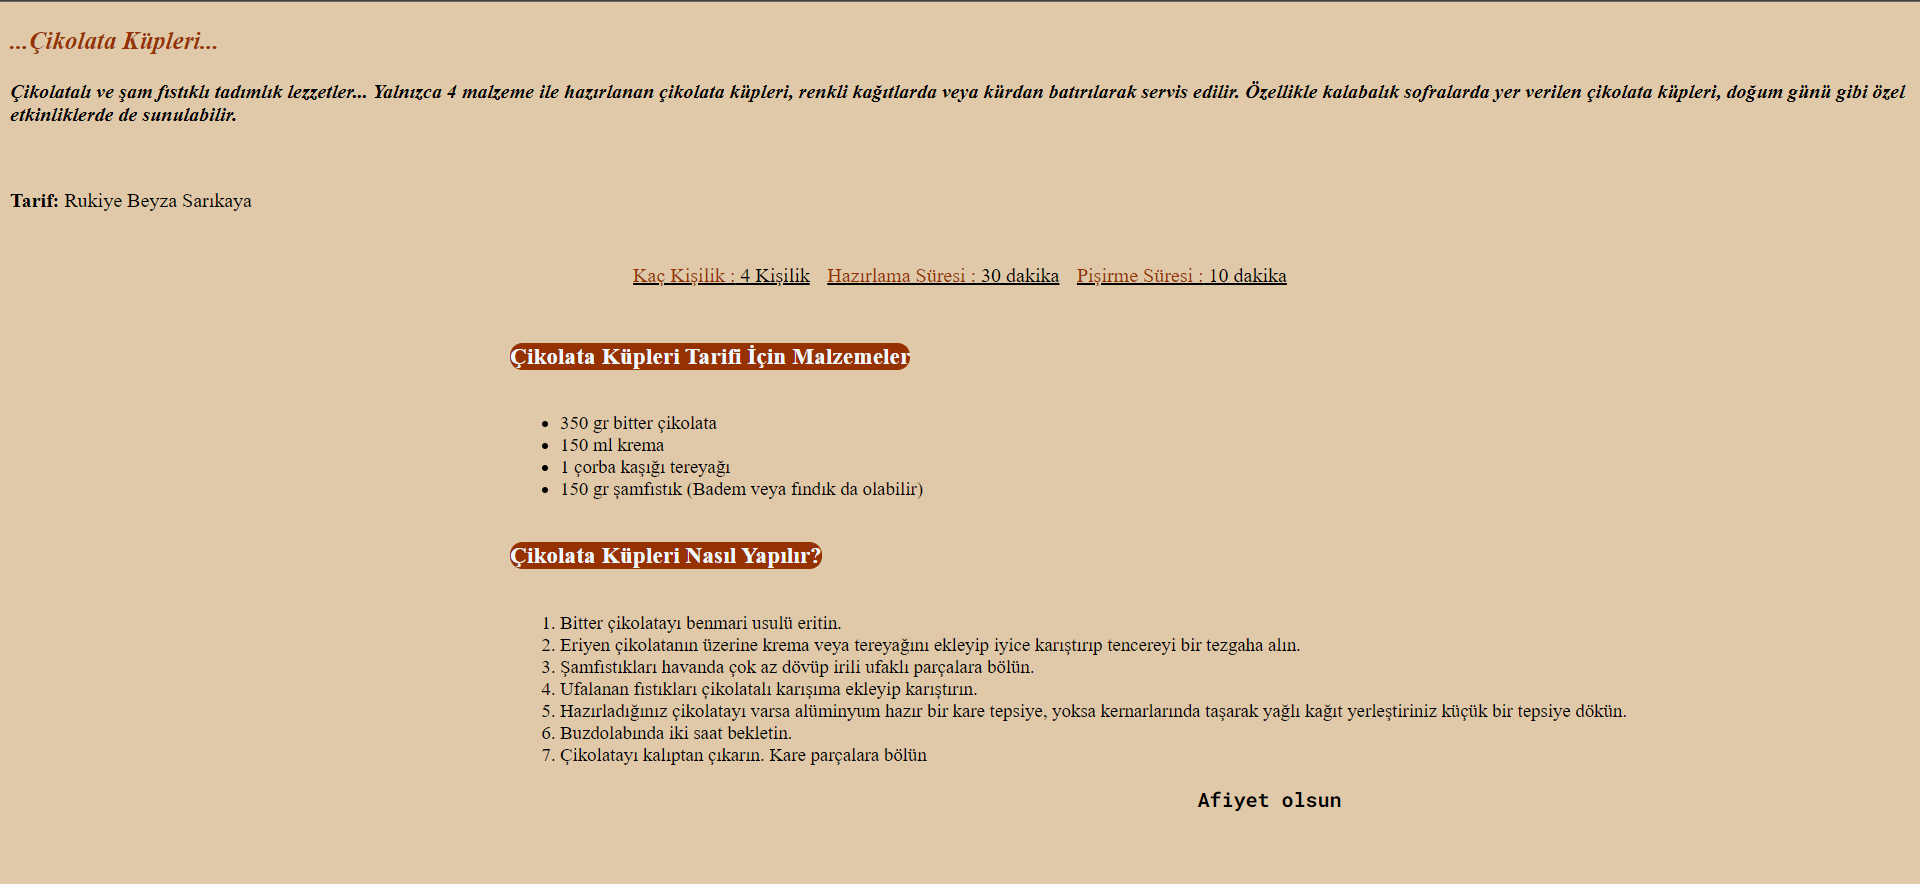 ...Çikolata Küpleri...
Çikolatalı ve şam fıstıklı tadımlık lezzetler... Yalnızca 4 malzeme ile hazırlanan çikolata küpleri, renkli kağıtlarda veya kürdan batırılarak servis edilir. Özellikle kalabalık sofralarda yer verilen çikolata küpleri, doğum günü gibi özel
etkinliklerde de sunulabilir.
Tarif: Rukiye Beyza Sarıkaya
Kaç Kişilik : 4 Kişilik Hazırlama Süresi : 30 dakika Pişirme Süresi : 10 dakika
Çikolata Küpleri Tarifi İçin Malzemeler
• 350 gr bitter çikolata
• 150 ml krema
• 1 çorba kaşığı tereyağı
• 150 gr şamfıstık (Badem veya fındık da olabilir)
Çikolata Küpleri Nasıl Yapılır?
1. Bitter çikolatayı benmari usulü eritin.
2. Eriyen çikolatanın üzerine krema veya tereyağını ekleyip iyice karıştırıp tencereyi bir tezgaha alın.
3. Şamfıstıkları havanda çok az dövüp irili ufaklı parçalara bölün.
4. Ufalanan fıstıkları çikolatalı karışıma ekleyip karıştırın.
5. Hazırladığınız çikolatayı varsa alüminyum hazır bir kare tepsiye, yoksa kernarlarında taşarak yağlı kağıt yerleştiriniz küçük bir tepsiye dökün.
6. Buzdolabında iki saat bekletin.
7. Çikolatayı kalıptan çıkarın. Kare parçalara bölün
Afiyet olsun